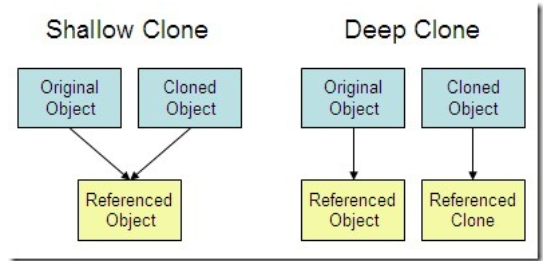 Shallow Clone
Deep Clone
Original
Object
Cloned
Object
Referenced
Object
Original
Object
Cloned
Object
Referenced
Object
Referenced
Clone